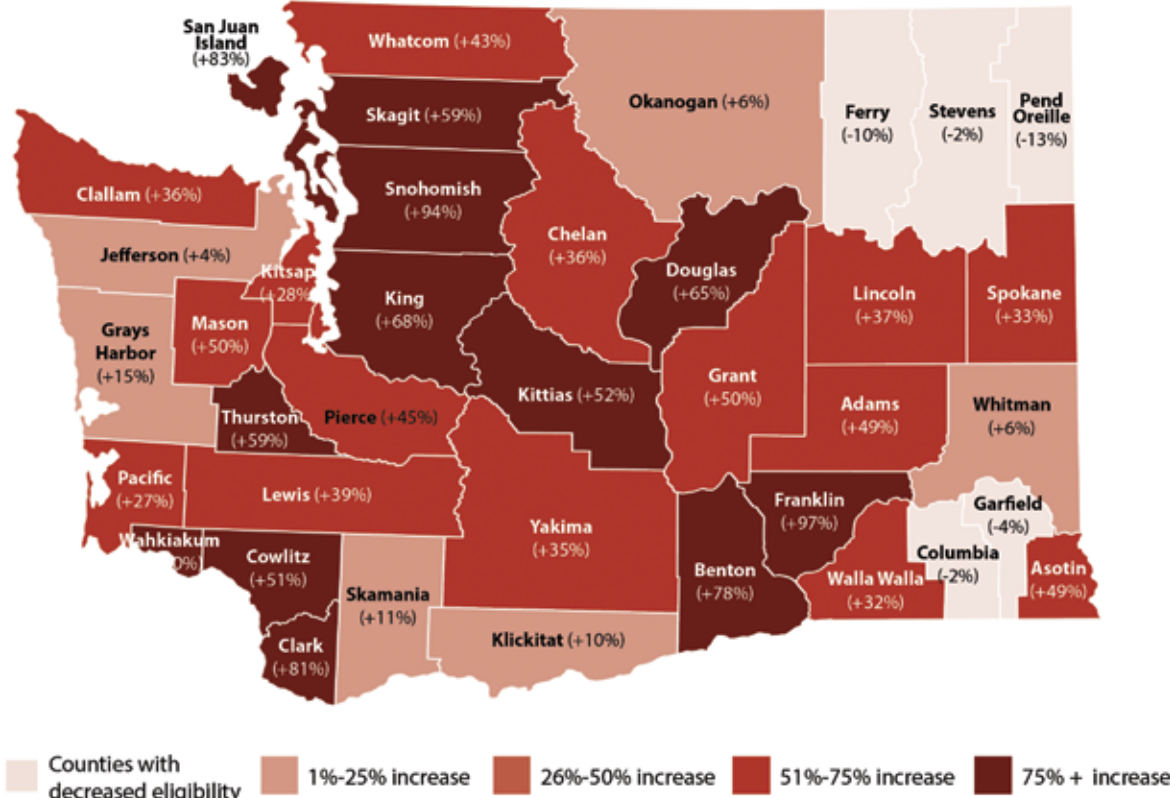 San Juan
Island
(+83%)
Whatcom (+43%)
Skagit (+59%)
Okanogan (+6%)
Ferry
(-10%)
Stevens
(-2%)
Pend
Oreille
(-13%)
Clallam (+36%)
Snohomish
(+94%)
Jefferson (+4%)
Chelan
(+36%)
Kitsap
(+28%)
Douglas
(+65%)
King
(+68%)
Lincoln
(+37%)
Spokane
(+33%)
Grays
Harbor
(+15%)
Mason
(+50%)
Kittias (+52%)
Grant
(+50%)
Adams
(+49%)
Whitman
(+6%)
Thurston
(+59%)
Pierce (+45%)
Pacific
(+27%)
Lewis (+39%)
Yakima
(+35%)
Franklin
(+97%)
Garfield
(-4%)
Wahkiakum
0%)
Cowlitz
(+51%)
Skamania
(+11%)
Benton
(+78%)
Walla Walla
(+32%)
Columbia
(-2%)
Asotin
(+49%)
Clark
(+81%)
Klickitat (+10%)
Counties with
decreased eligibility
1%-25% increase
26%-50% increase
51%-75% increase
75% + increase